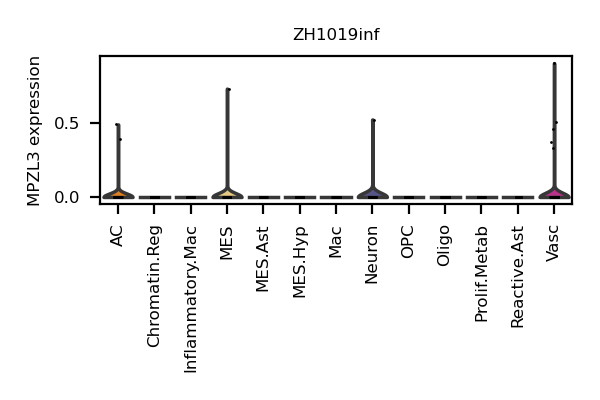 ZH1019inf
MPZL3 expression
0.5
0.0
AC
Chromatin.Reg
Inflammatory.Mac
MES
MES.Ast
MES.Hyp
Mac
Neuron
OPC
Oligo
Prolif.Metab
Reactive.Ast
Vasc